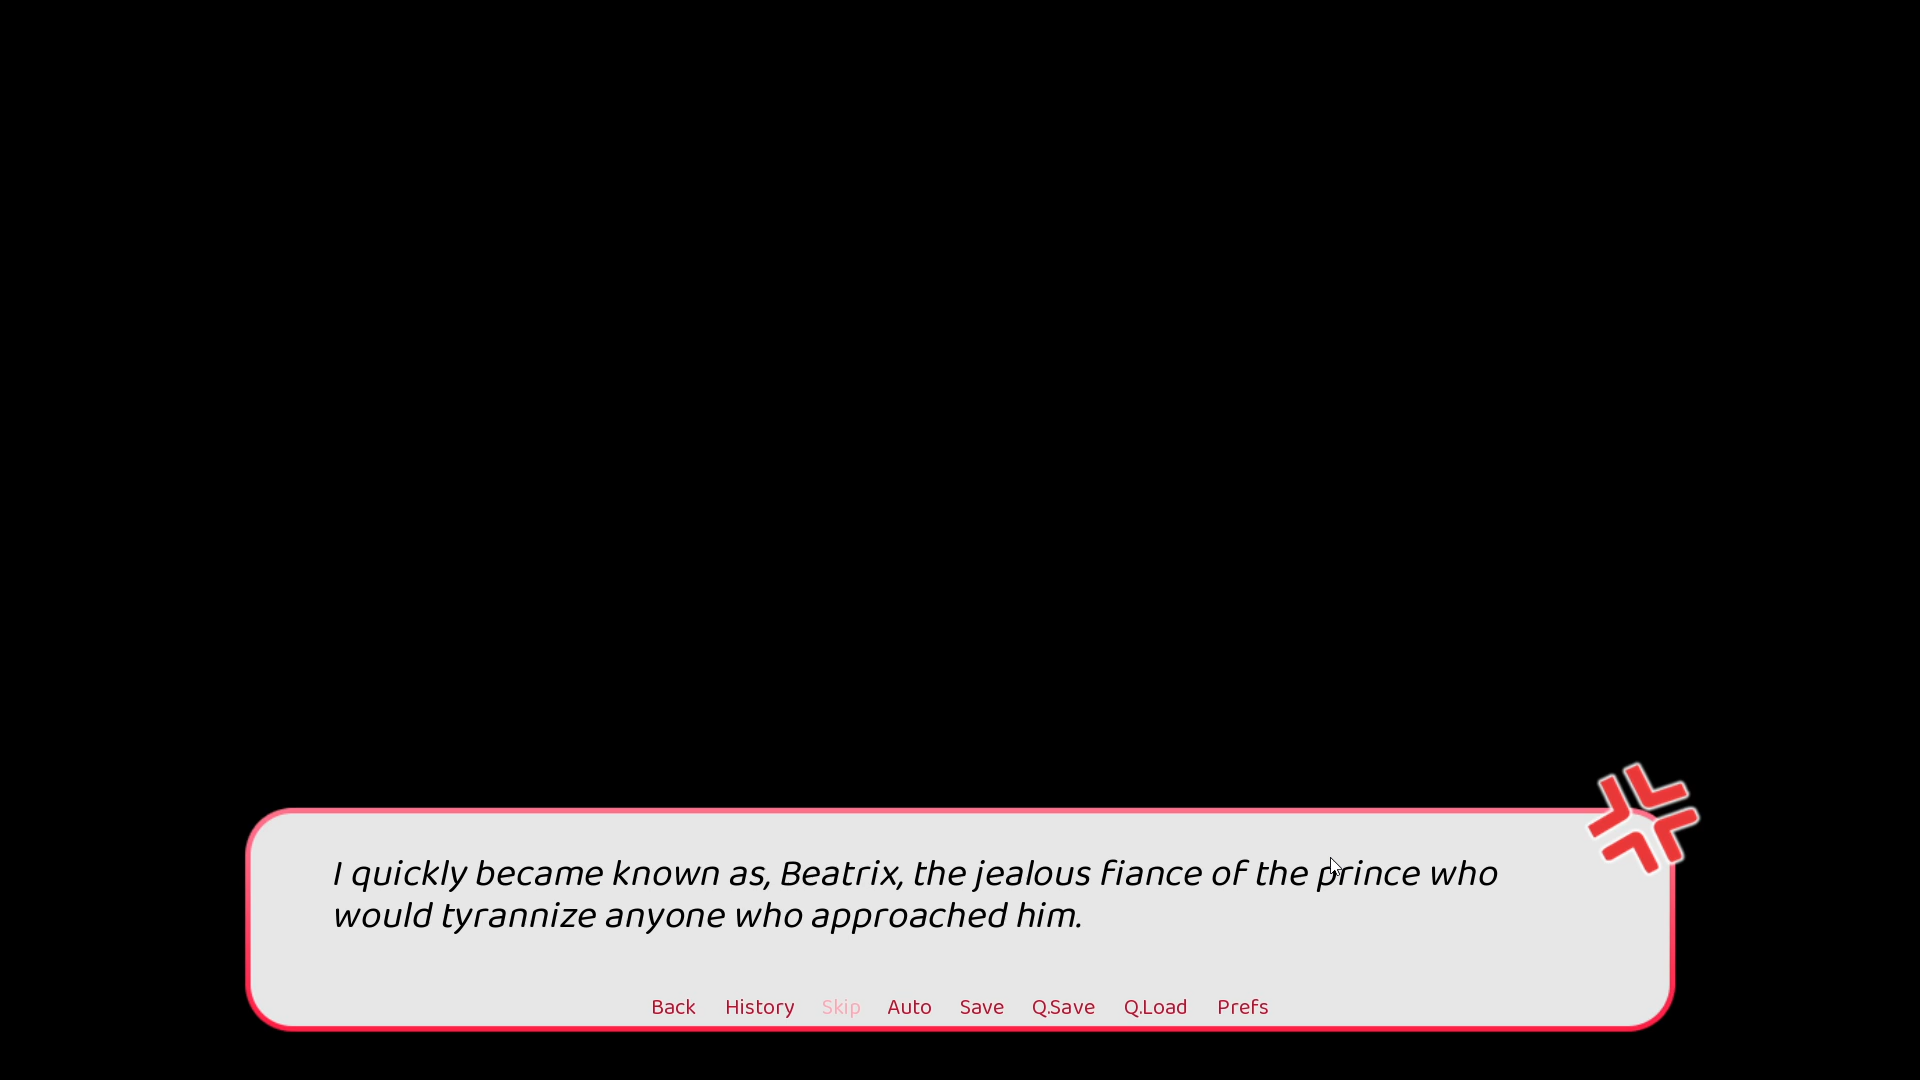 I quickly became known as, Beatrix, the jealous fiance of the prince who
would tyrannize anyone who approached him.
Back History Skip Auto Save Q.Save Q.Load Prefs